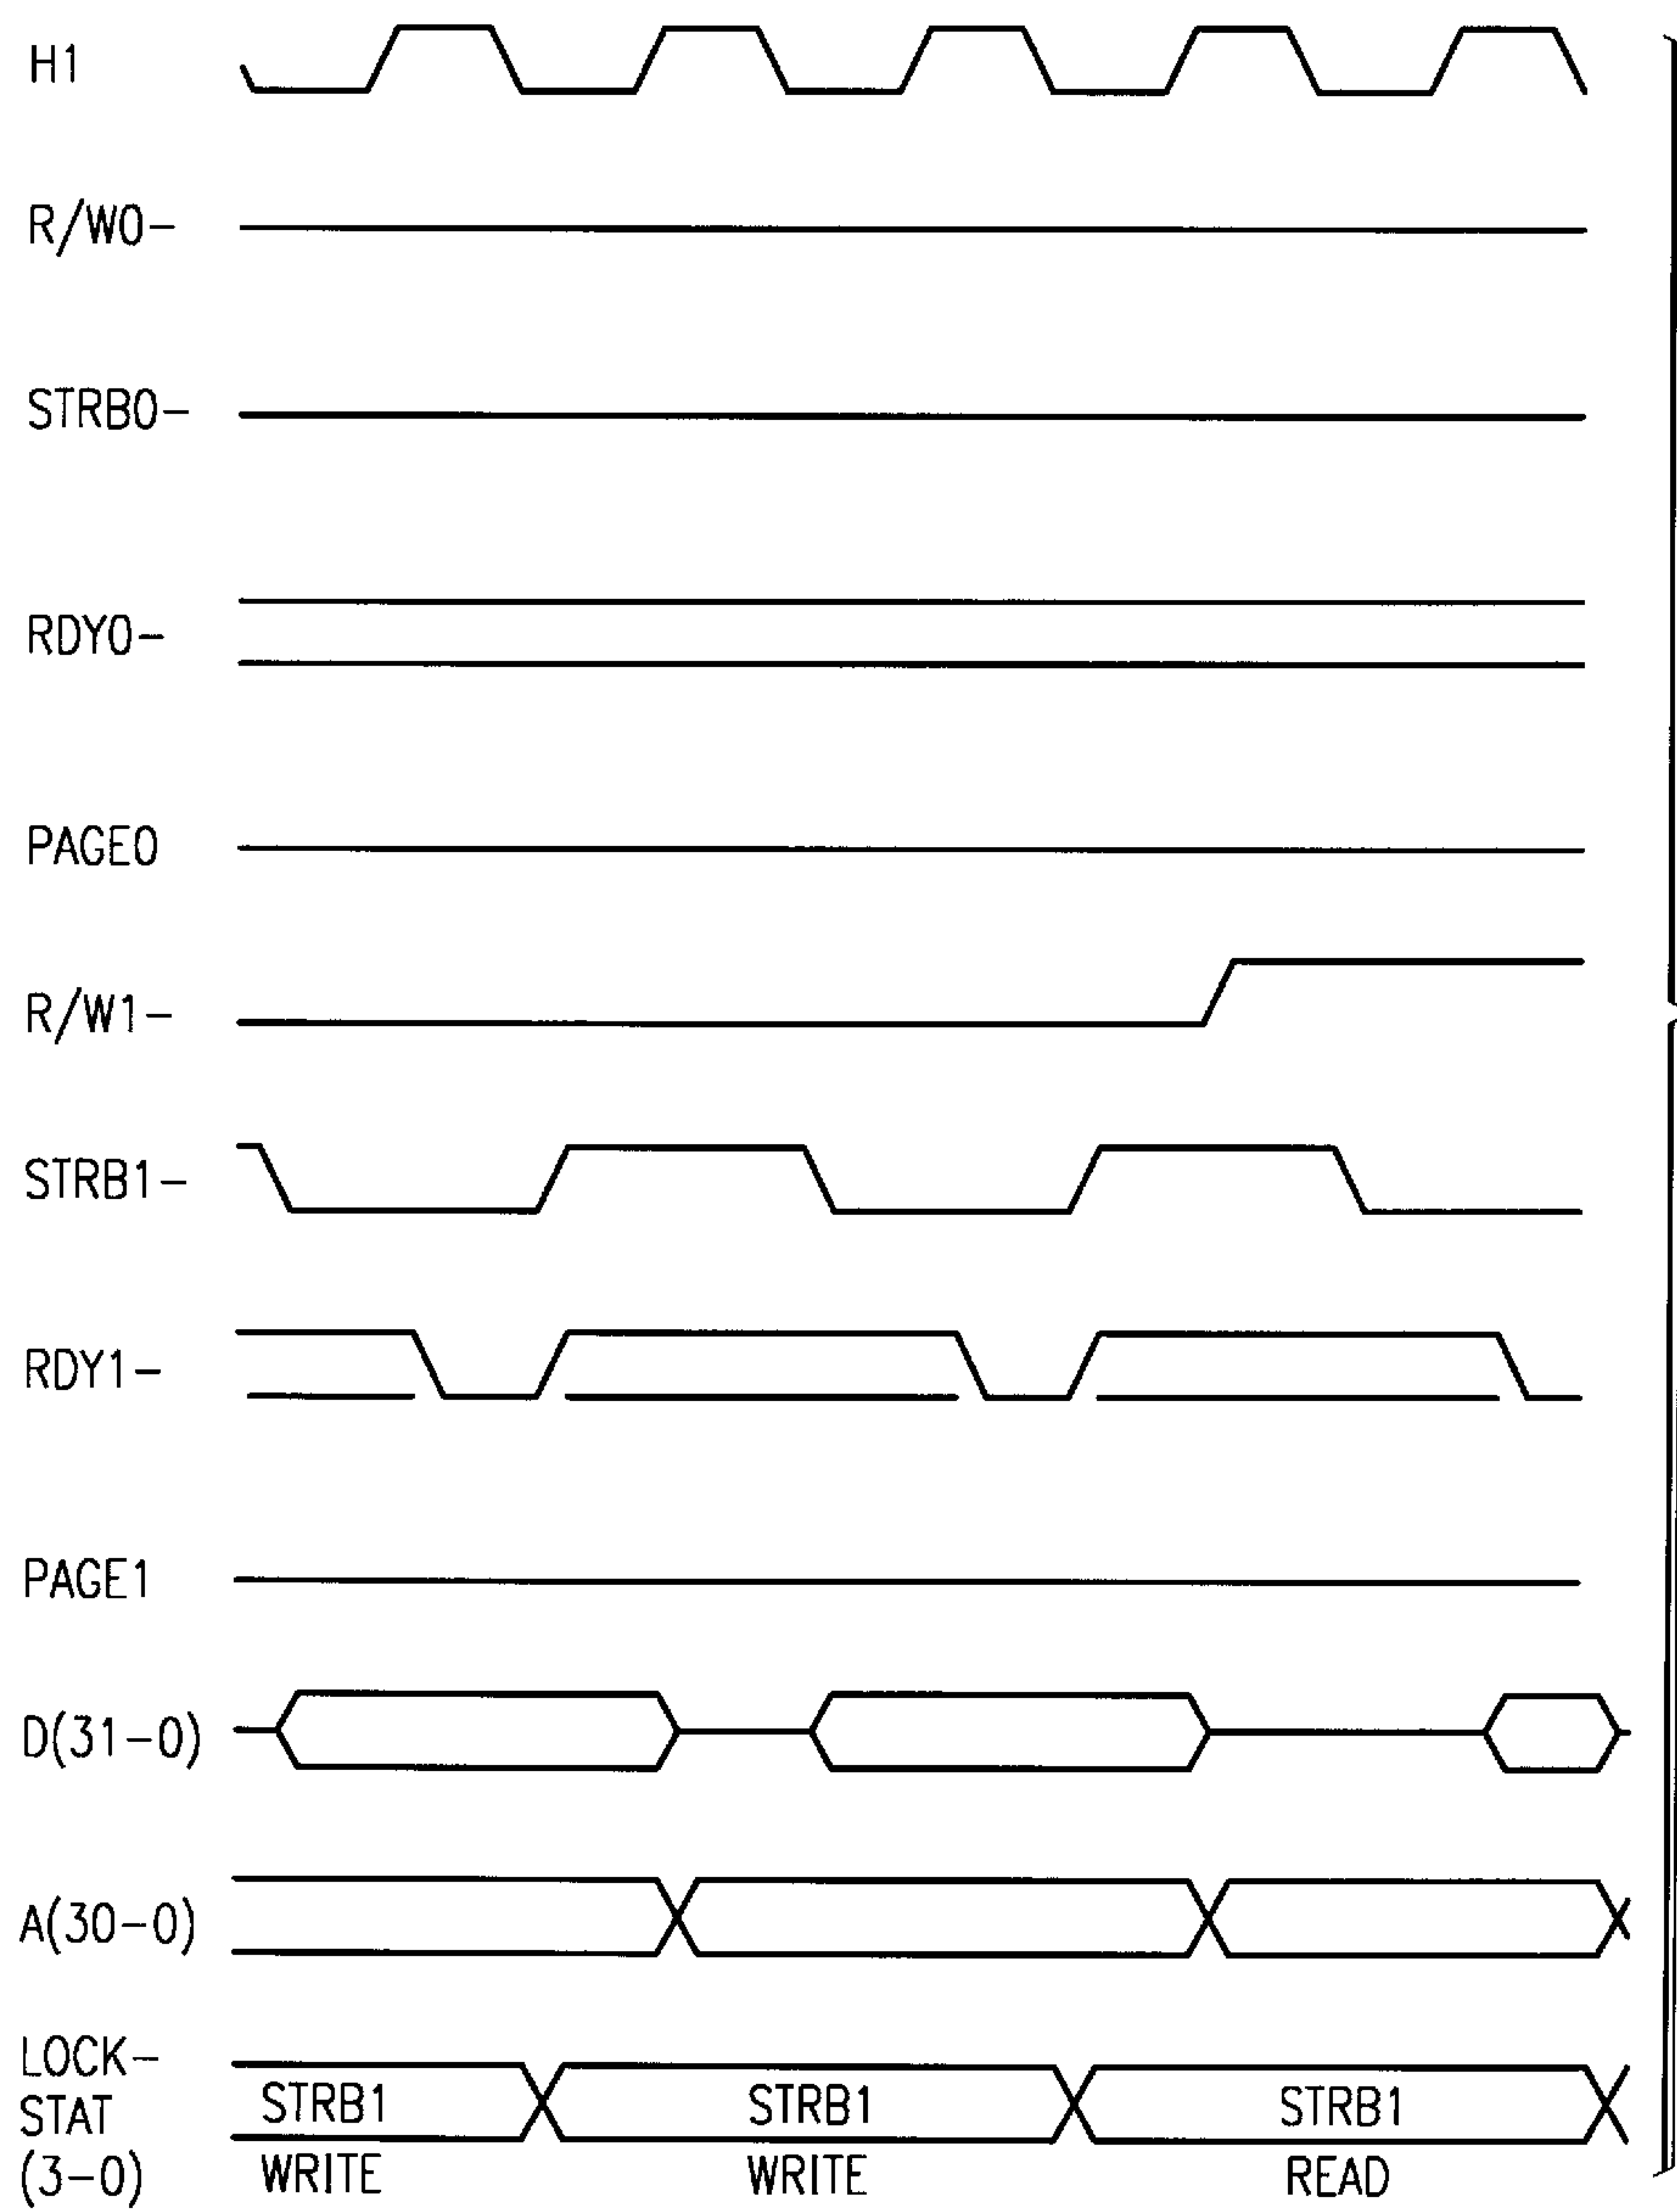 H1
R/W0-
STRB0-
RDY0-
PAGE0
R/W1-
STRB1-
RDY1-
PAGE1
D(31-0)
A(30-0)
LOCK-
STAT STRB1 STRB1 STRB1
(3-0) WRITE WRITE READ